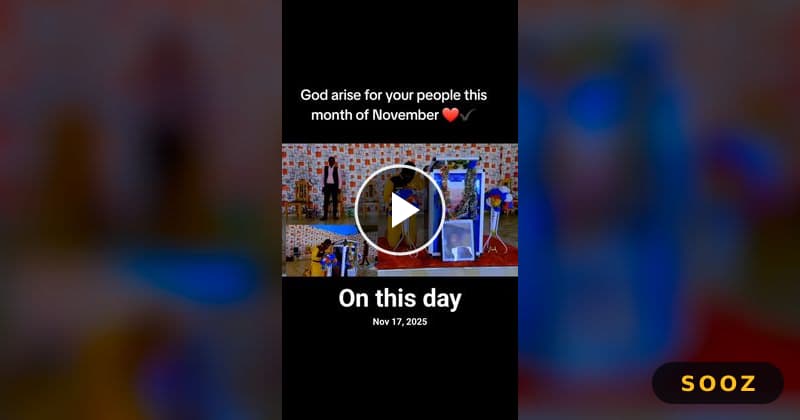 God arise for your people this
month of November ❤️✔️
On this day
Nov 17, 2025
SOOZ